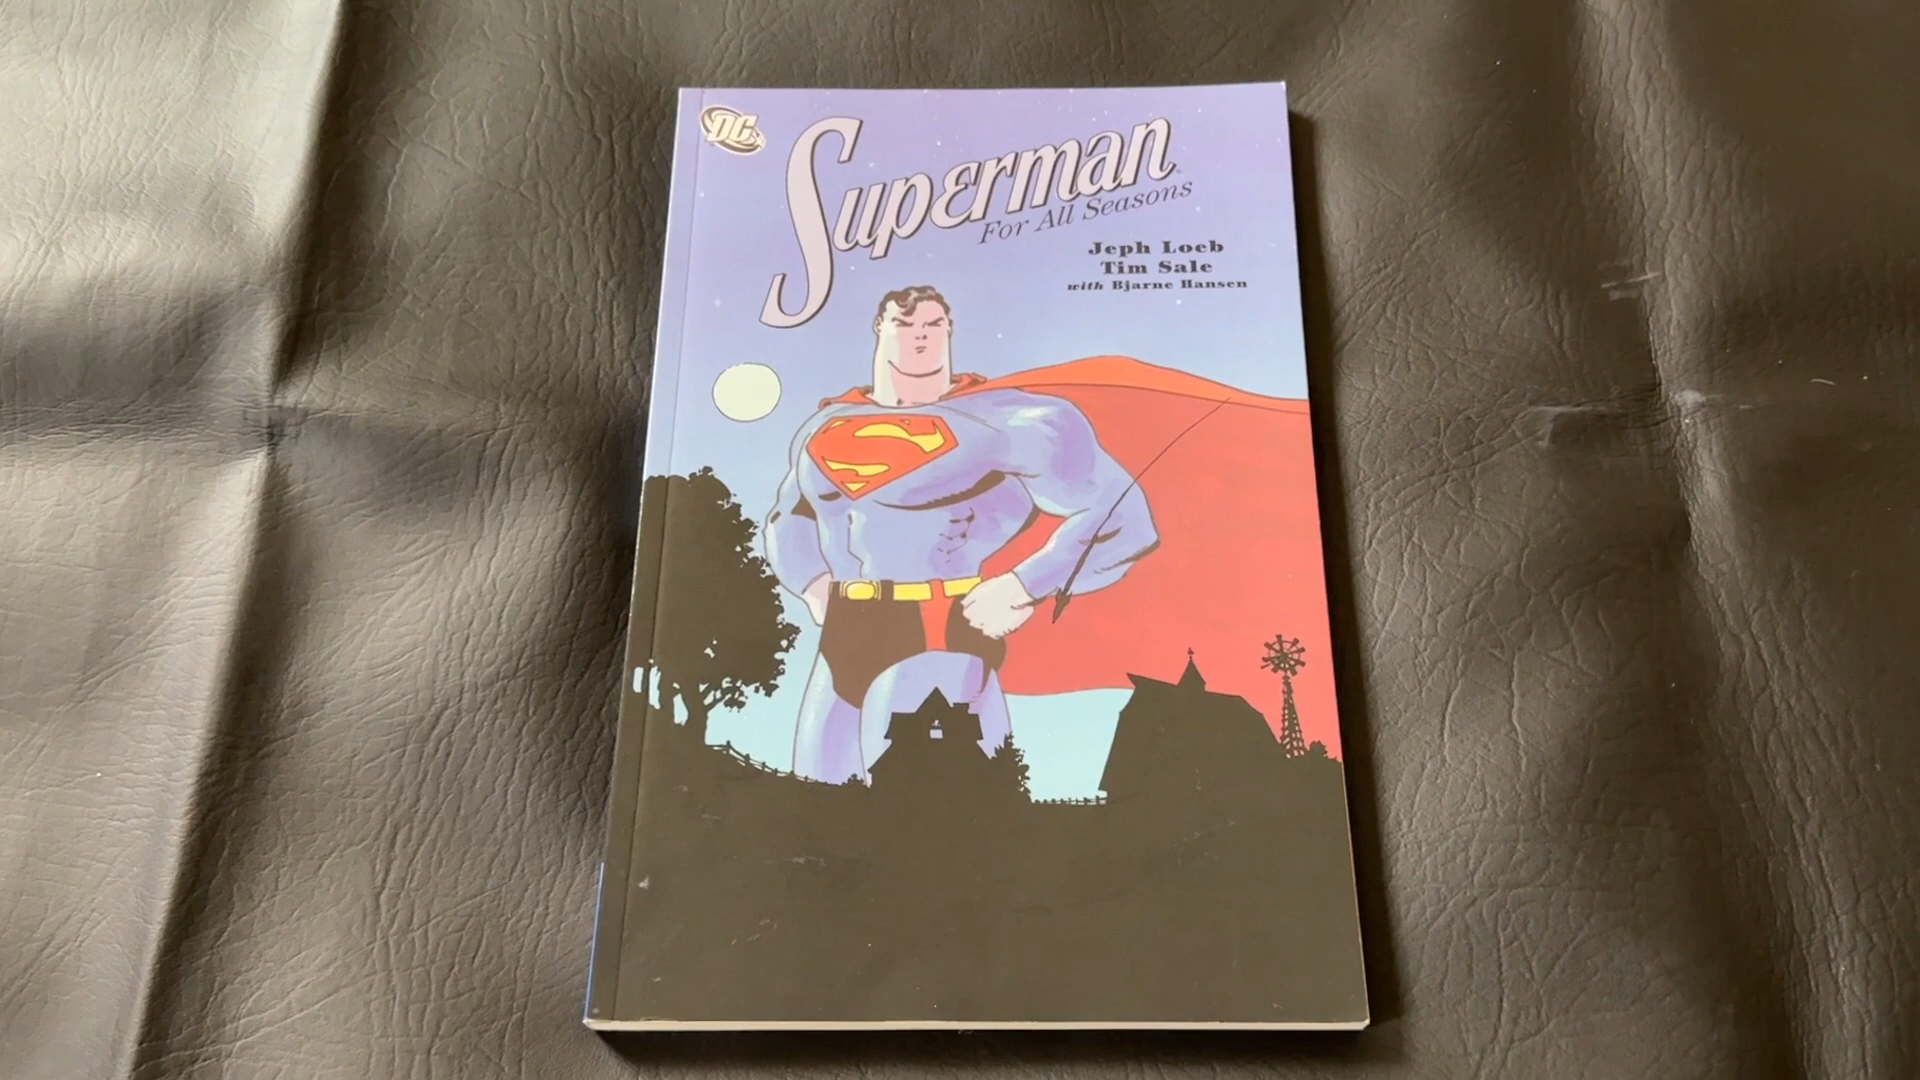 DC
Superman
For All Seasons
Jeph Loeb
Tim Sale
with Bjarne Hansen